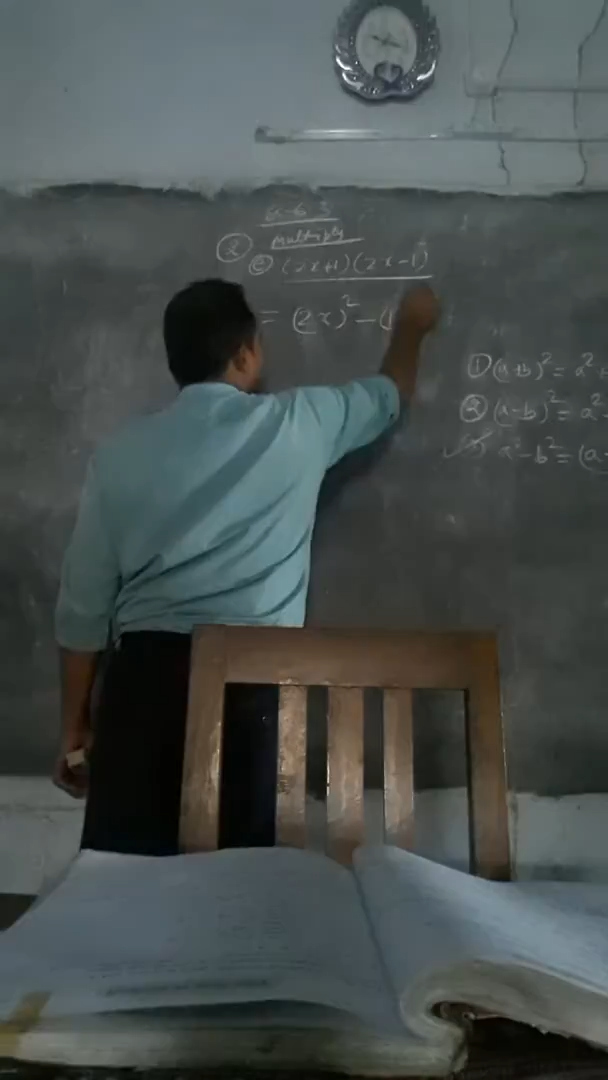 Ex-6.3
② Multiply
ⓔ (2x+1)(2x-1)
= (2x)² - (1
① (a+b)² = a² +
② (a-b)² = a² -
③ a² - b² = (a-